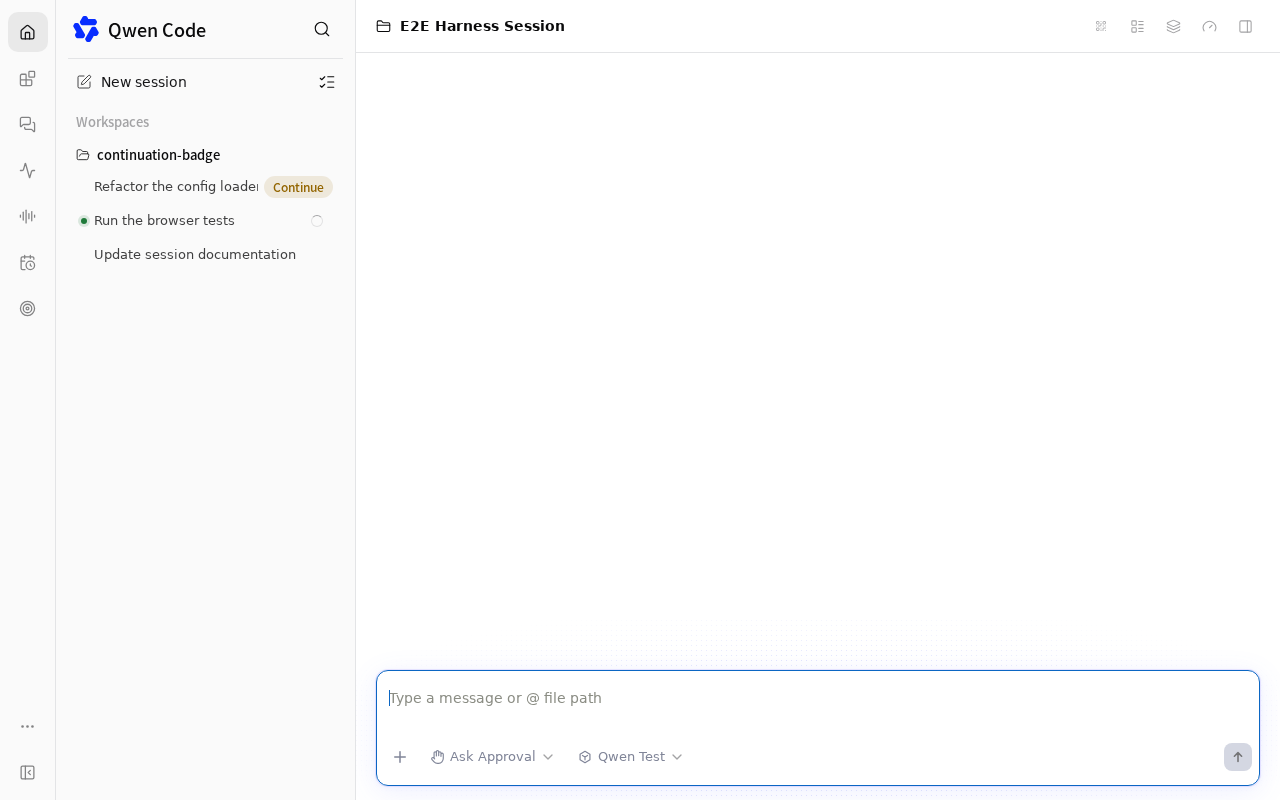 Qwen Code
New session
Workspaces
continuation-badge
Refactor the config loader Continue
Run the browser tests
Update session documentation
E2E Harness Session
Type a message or @ file path
Ask Approval
Qwen Test